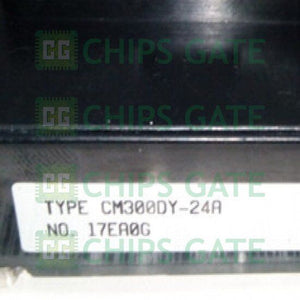 CHIPS GATE
CHIPS GATE
CHIPS GATE
TYPE CM300DY-24A
NO. 17EA0G
CHIPS GATE